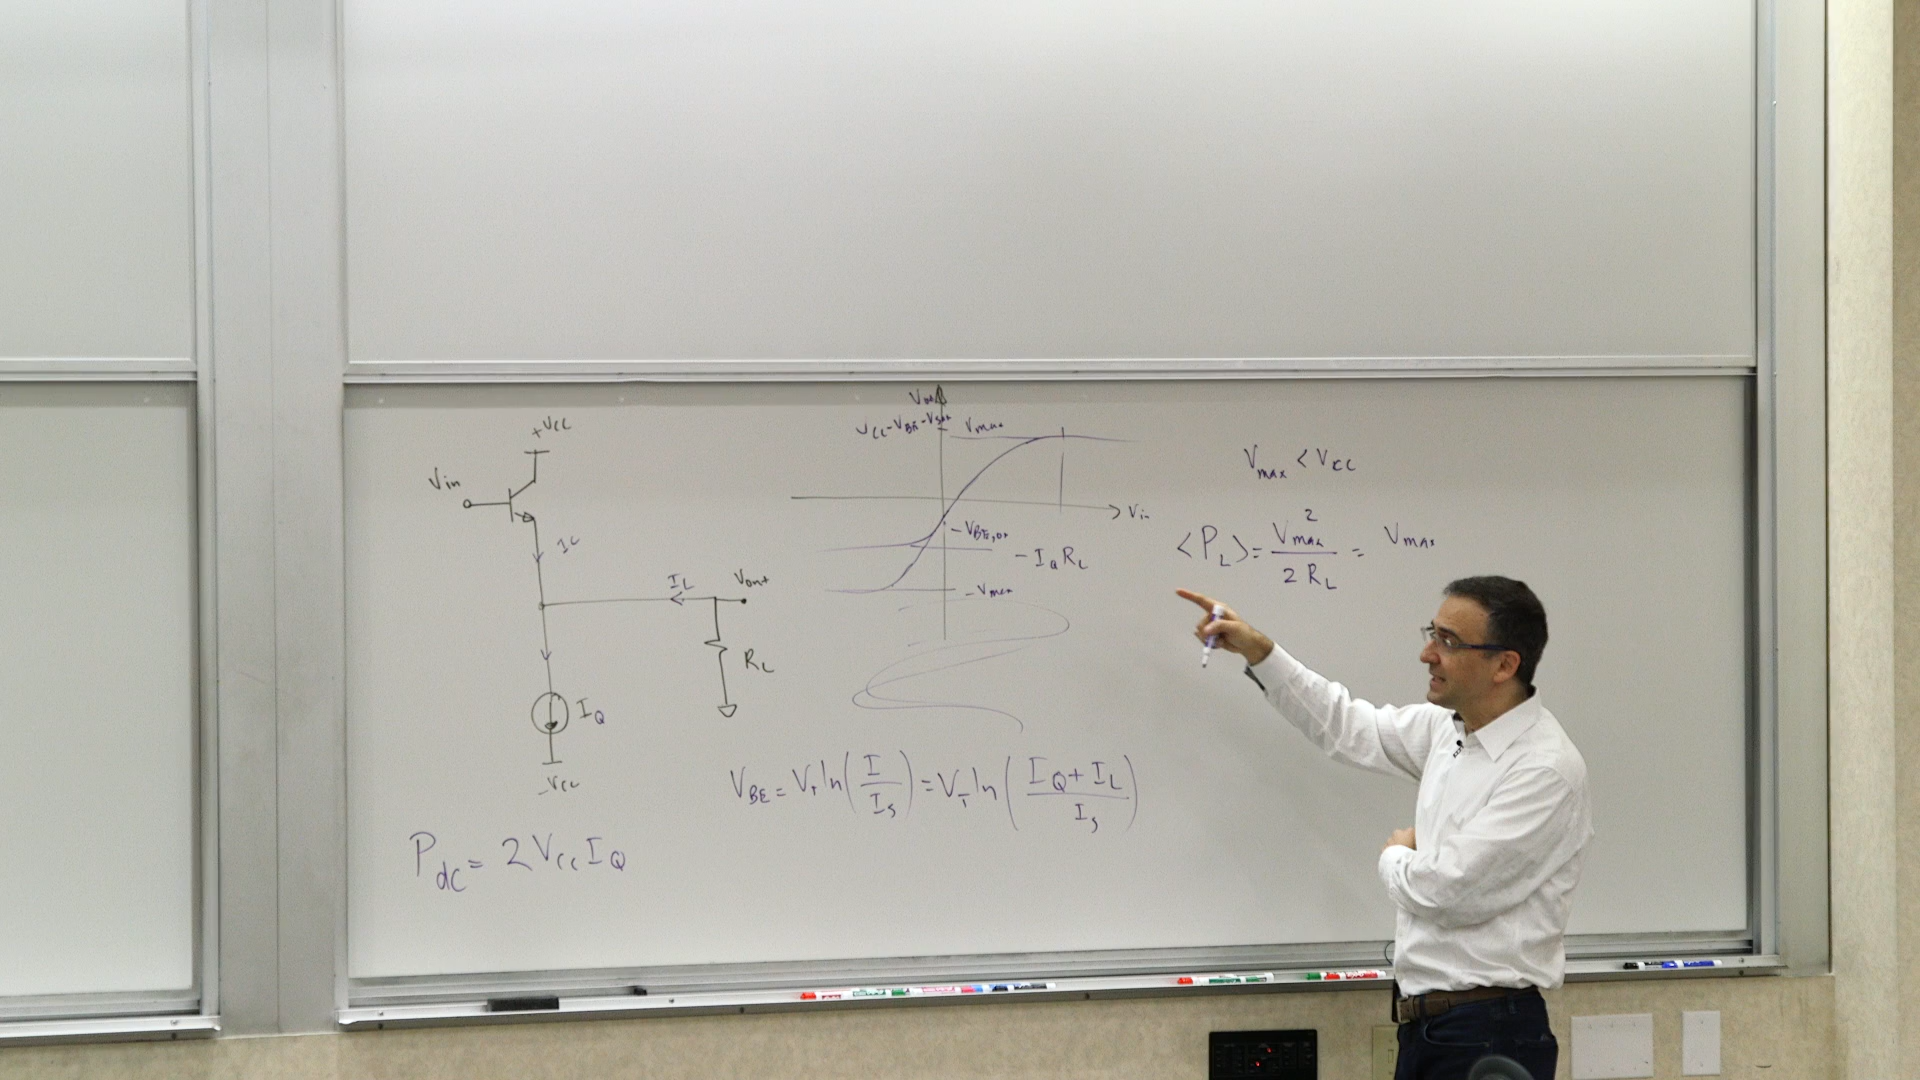 +VCC
Vin
IC
IL
Vout
RL
IQ
-VCC
Pdc = 2 VCC IQ
Vout
VCC-VBE-Vsat
Vmax
Vin
-VBE,on
-IQ RL
-Vmax
VBE = VT ln(I/IS) = VT ln((IQ+IL)/IS)
Vmax < VCC
<PL> = Vmax²/2 RL = Vmax